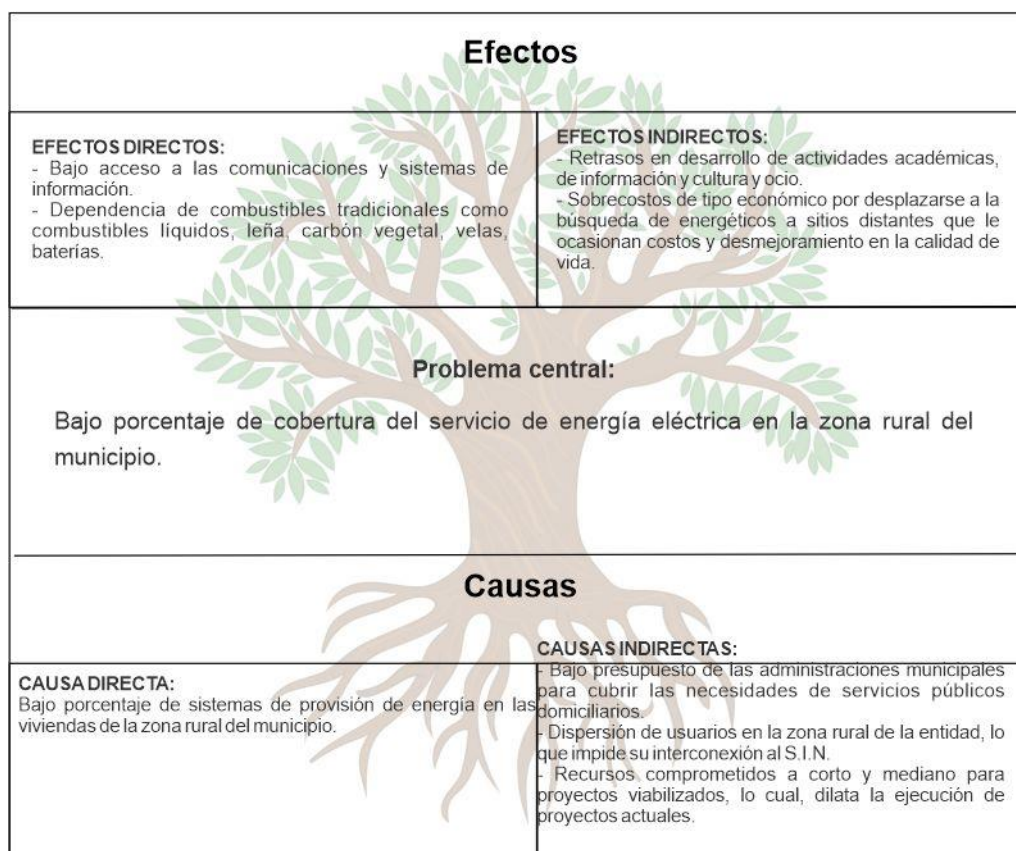 Efectos
EFECTOS DIRECTOS:
- Bajo acceso a las comunicaciones y sistemas de
información.
- Dependencia de combustibles tradicionales como
combustibles líquidos, leña, carbón vegetal, velas,
baterías.
EFECTOS INDIRECTOS:
- Retrasos en desarrollo de actividades académicas,
de información y cultura y ocio.
- Sobrecostos de tipo económico por desplazarse a la
búsqueda de energéticos a sitios distantes que le
ocasionan costos y desmejoramiento en la calidad de
vida.
Problema central:
Bajo porcentaje de cobertura del servicio de energía eléctrica en la zona rural del
municipio.
Causas
CAUSA DIRECTA:
Bajo porcentaje de sistemas de provisión de energía en las
viviendas de la zona rural del municipio.
CAUSAS INDIRECTAS:
- Bajo presupuesto de las administraciones municipales
para cubrir las necesidades de servicios públicos
domiciliarios.
- Dispersión de usuarios en la zona rural de la entidad, lo
que impide su interconexión al S.I.N.
- Recursos comprometidos a corto y mediano para
proyectos viabilizados, lo cual, dilata la ejecución de
proyectos actuales.